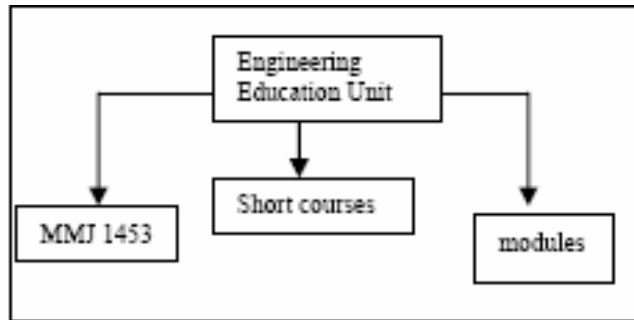 Engineering
Education Unit
Short courses
MMJ 1453
modules